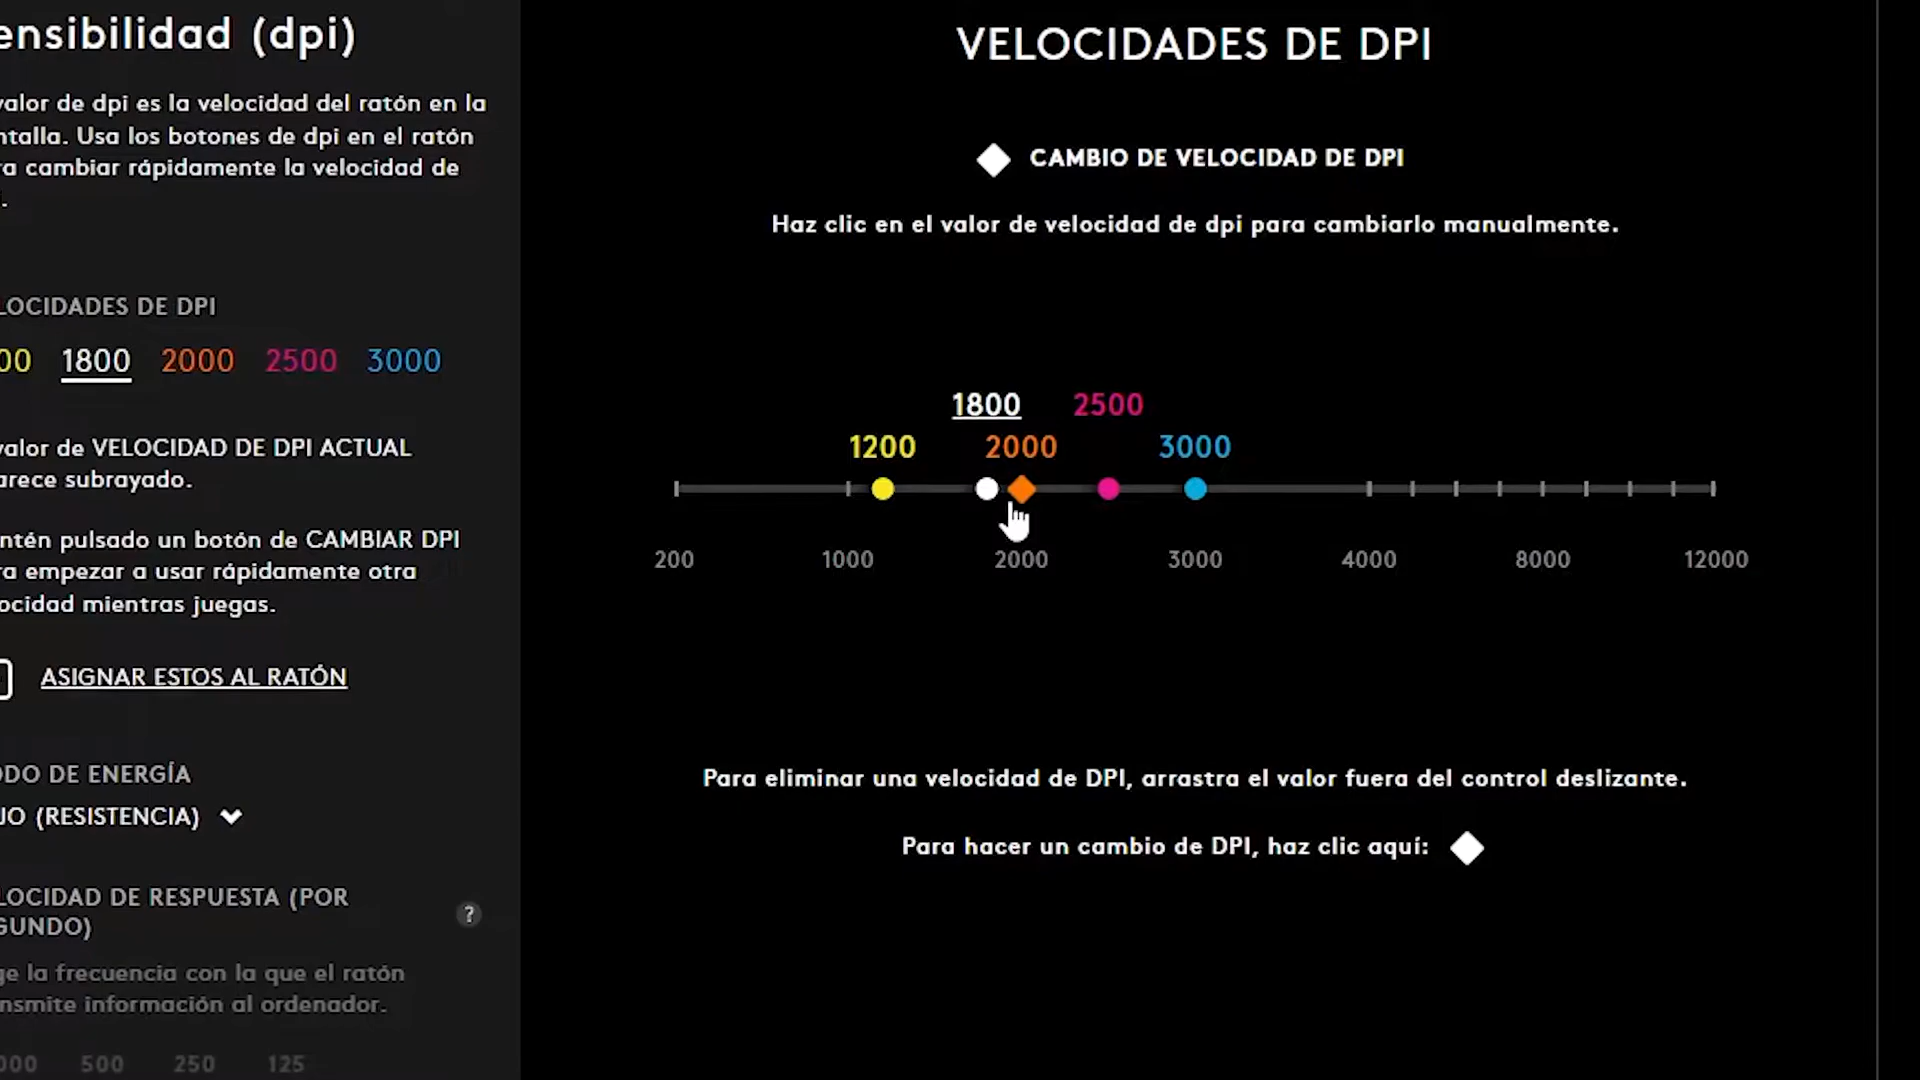 ensibilidad (dpi)
valor de dpi es la velocidad del ratón en la
ntalla. Usa los botones de dpi en el ratón
ra cambiar rápidamente la velocidad de
.
LOCIDADES DE DPI
00 1800 2000 2500 3000
valor de VELOCIDAD DE DPI ACTUAL
arece subrayado.
ntén pulsado un botón de CAMBIAR DPI
ra empezar a usar rápidamente otra
ocidad mientras juegas.
ASIGNAR ESTOS AL RATÓN
ODO DE ENERGÍA
JO (RESISTENCIA)
LOCIDAD DE RESPUESTA (POR
GUNDO)
?
ge la frecuencia con la que el ratón
nsmite información al ordenador.
000 500 250 125
VELOCIDADES DE DPI
CAMBIO DE VELOCIDAD DE DPI
Haz clic en el valor de velocidad de dpi para cambiarlo manualmente.
1800 2500
1200 2000 3000
200 1000 2000 3000 4000 8000 12000
Para eliminar una velocidad de DPI, arrastra el valor fuera del control deslizante.
Para hacer un cambio de DPI, haz clic aquí: